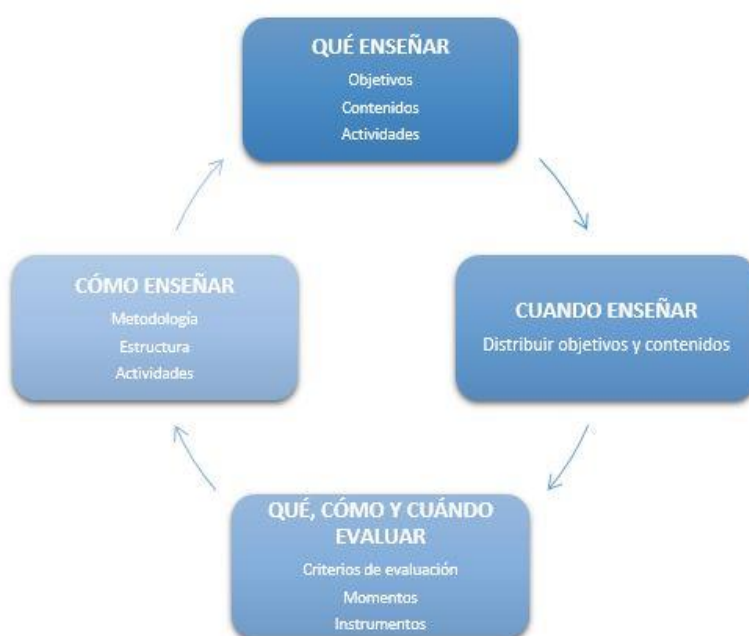 QUÉ ENSEÑAR
Objetivos
Contenidos
Actividades
CUANDO ENSEÑAR
Distribuir objetivos y contenidos
QUÉ, CÓMO Y CUÁNDO
EVALUAR
Criterios de evaluación
Momentos
Instrumentos
CÓMO ENSEÑAR
Metodología
Estructura
Actividades